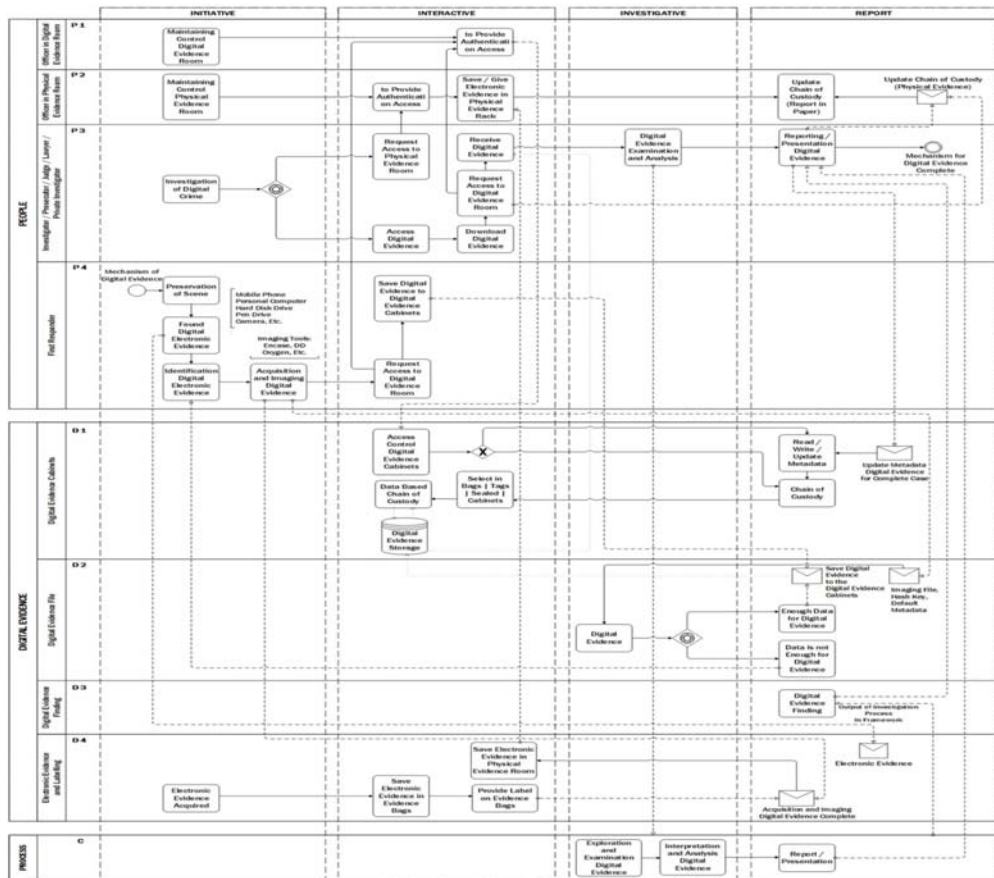 INITIATIVE
INTERACTIVE
INVESTIGATIVE
REPORT
PEOPLE
Officer in Digital
Evidence Room
P 1
Maintaining
Control
Digital
Evidence
Room
to Provide
Authenticati
on Access
Officer in Physical
Evidence Room
P 2
Maintaining
Control
Physical
Evidence
Room
to Provide
Authenticati
on Access
Save / Give
Electronic
Evidence in
Physical
Evidence
Rack
Update
Chain of
Custody
(Report in
Paper)
Update Chain of Custody
(Physical Evidence)
Investigator / Prosecutor / Judge / Lawyer /
Private Investigator
P 3
Investigation
of Digital
Crime
Request
Access to
Physical
Evidence
Room
Receive
Digital
Evidence
Request
Access to
Digital
Evidence
Room
Access
Digital
Evidence
Download
Digital
Evidence
Digital
Evidence
Examination
and Analysis
Reporting /
Presentation
Digital
Evidence
Mechanism for
Digital Evidence
Complete
First Responder
P 4
Mechanism of
Digital Evidence
Preservation
of Scene
Mobile Phone
Personal Computer
Hard Disk Drive
Pen Drive
Camera, Etc.
Found
Digital
Electronic
Evidence
Imaging Tools:
Encase, DD
Oxygen, Etc.
Identification
Digital
Electronic
Evidence
Acquisition
and Imaging
Digital
Evidence
Save Digital
Evidence to
Digital
Evidence
Cabinets
Request
Access to
Digital
Evidence
Room
DIGITAL EVIDENCE
Digital Evidence Cabinets
D 1
Access
Control
Digital
Evidence
Cabinets
X
Data Based
Chain of
Custody
Select in
Bags | Tags
| Sealed |
Cabinets
Digital
Evidence
Storage
Read /
Write /
Update
Metadata
Chain of
Custody
Update Metadata
Digital Evidence
for Complete Case
Digital Evidence File
D 2
Digital
Evidence
Save Digital
Evidence
to the
Digital Evidence
Cabinets
Imaging File,
Hash Key,
Default
Metadata
Enough Data
for Digital
Evidence
Data is not
Enough for
Digital
Evidence
Digital Evidence
Finding
D 3
Digital
Evidence
Finding
Output of Investigation
Process
in Framework
Electronic Evidence
and Labelling
D-4
Electronic
Evidence
Acquired
Save
Electronic
Evidence in
Evidence
Bags
Save Electronic
Evidence in
Physical
Evidence Room
Provide Label
on Evidence
Bags
Electronic Evidence
Acquisition and Imaging
Digital Evidence Complete
PROCESS
C
Exploration
and
Examination
Digital
Evidence
Interpretation
and Analysis
Digital
Evidence
Report /
Presentation